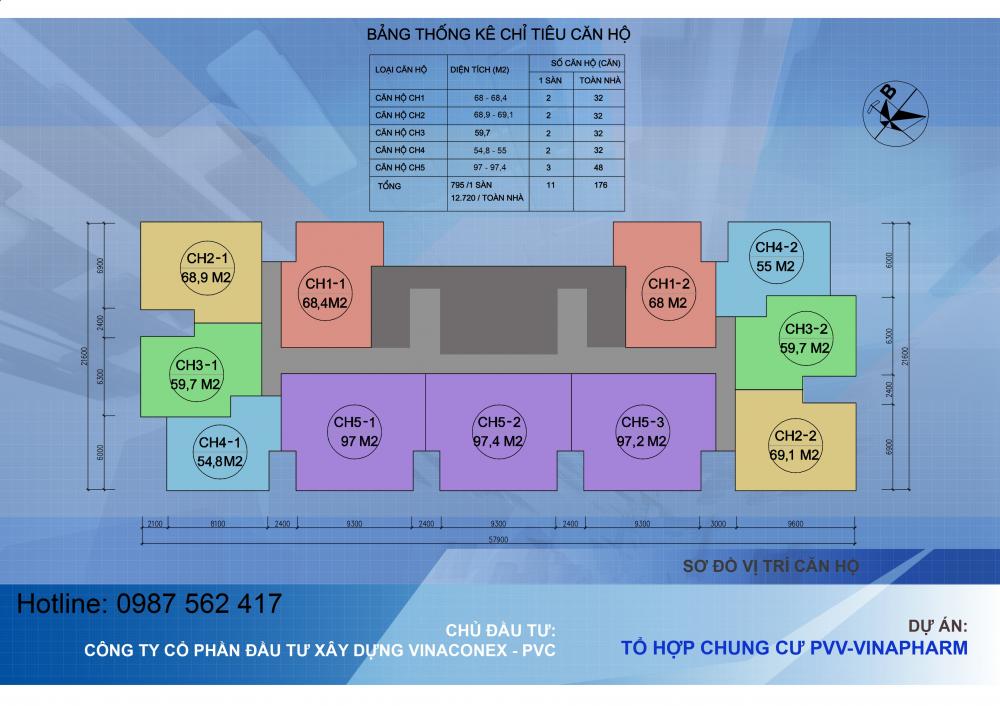 BẢNG THỐNG KÊ CHỈ TIÊU CĂN HỘ
LOẠI CĂN HỘ DIỆN TÍCH (M2) SỐ CĂN HỘ (CĂN)
1 SÀN TOÀN NHÀ
CĂN HỘ CH1 68 - 68,4 2 32
CĂN HỘ CH2 68,9 - 69,1 2 32
CĂN HỘ CH3 59,7 2 32
CĂN HỘ CH4 54,8 - 55 2 32
CĂN HỘ CH5 97 - 97,4 3 48
TỔNG 795 /1 SÀN 11 176
12.720 / TOÀN NHÀ
B
CH2-1
68,9 M2
CH1-1
68,4M2
CH1-2
68 M2
CH4-2
55 M2
CH3-1
59,7 M2
CH3-2
59,7 M2
CH4-1
54,8M2
CH5-1
97 M2
CH5-2
97,4 M2
CH5-3
97,2 M2
CH2-2
69,1 M2
6900
2400
6300
6000
21600
6000
6300
2400
6900
21600
2100 8100 2400 9300 2400 9300 2400 9300 3000 9600
57900
SƠ ĐỒ VỊ TRÍ CĂN HỘ
Hotline: 0987 562 417
CHỦ ĐẦU TƯ:
CÔNG TY CỔ PHẦN ĐẦU TƯ XÂY DỰNG VINACONEX - PVC
DỰ ÁN:
TỔ HỢP CHUNG CƯ PVV-VINAPHARM